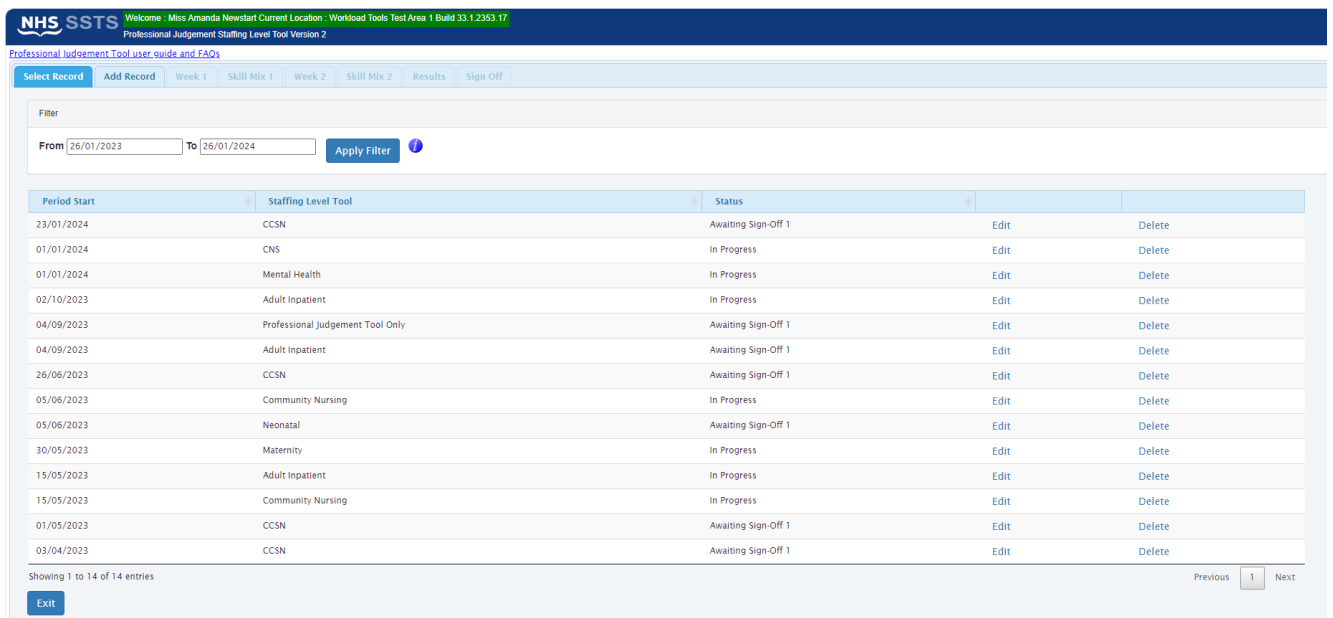 NHS SSTS Welcome : Miss Amanda Newstart Current Location : Workload Tools Test Area 1 Build 33.1.2353.17
Professional Judgement Staffing Level Tool Version 2
Professional Judgement Tool user guide and FAQs
Select Record Add Record Week 1 Skill Mix 1 Week 2 Skill Mix 2 Results Sign Off
Filter
From 26/01/2023 To 26/01/2024 Apply Filter i
Period Start Staffing Level Tool Status
23/01/2024 CCSN Awaiting Sign-Off 1 Edit Delete
01/01/2024 CNS In Progress Edit Delete
01/01/2024 Mental Health In Progress Edit Delete
02/10/2023 Adult Inpatient In Progress Edit Delete
04/09/2023 Professional Judgement Tool Only Awaiting Sign-Off 1 Edit Delete
04/09/2023 Adult Inpatient Awaiting Sign-Off 1 Edit Delete
26/06/2023 CCSN Awaiting Sign-Off 1 Edit Delete
05/06/2023 Community Nursing In Progress Edit Delete
05/06/2023 Neonatal Awaiting Sign-Off 1 Edit Delete
30/05/2023 Maternity In Progress Edit Delete
15/05/2023 Adult Inpatient In Progress Edit Delete
15/05/2023 Community Nursing In Progress Edit Delete
01/05/2023 CCSN Awaiting Sign-Off 1 Edit Delete
03/04/2023 CCSN Awaiting Sign-Off 1 Edit Delete
Showing 1 to 14 of 14 entries Previous 1 Next
Exit